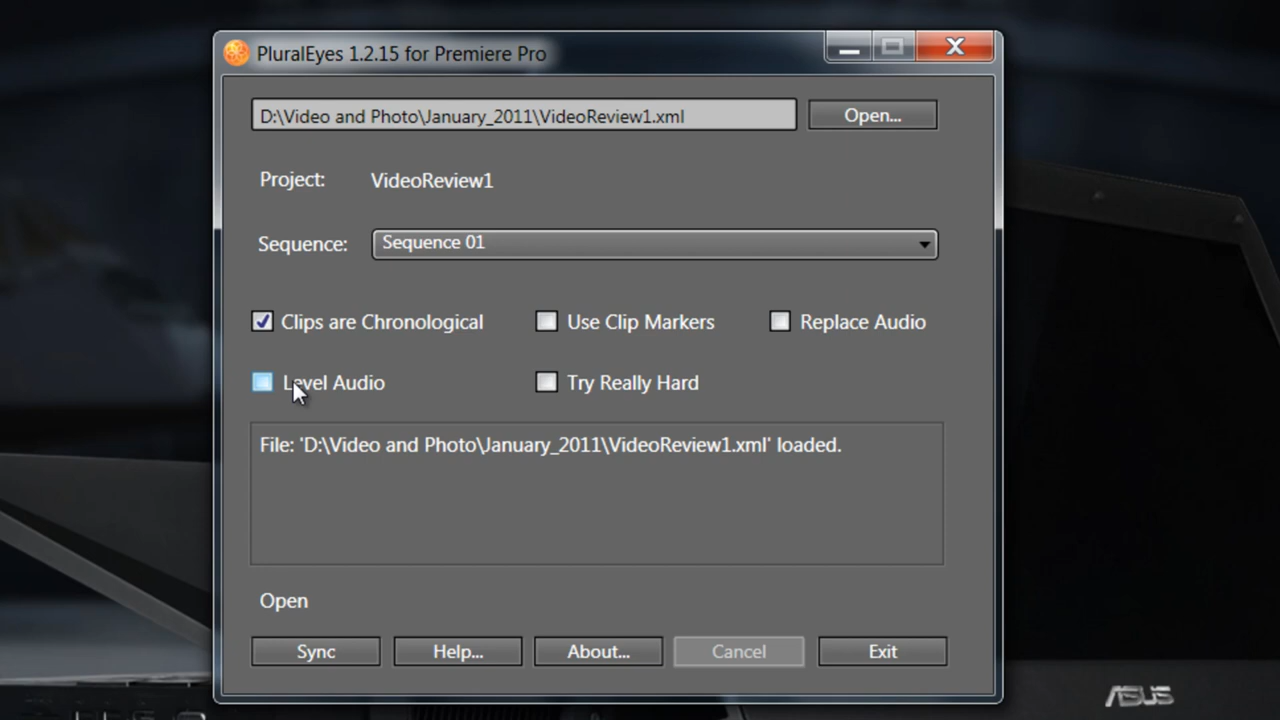 PluralEyes 1.2.15 for Premiere Pro
D:\Video and Photo\January_2011\VideoReview1.xml
Open...
Project: VideoReview1
Sequence: Sequence 01
Clips are Chronological
Use Clip Markers
Replace Audio
Level Audio
Try Really Hard
File: 'D:\Video and Photo\January_2011\VideoReview1.xml' loaded.
Open
Sync
Help...
About...
Cancel
Exit
ASUS